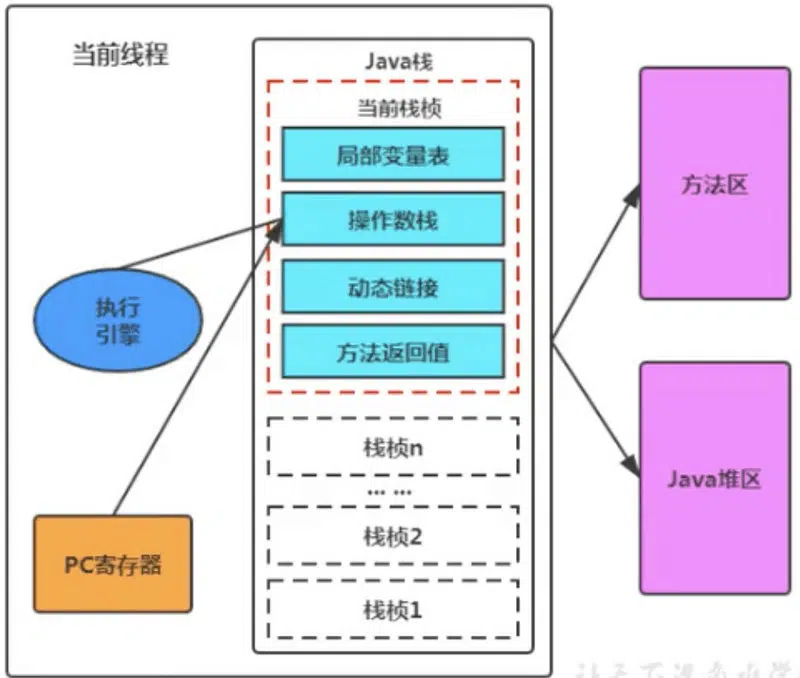 当前线程
Java栈
当前栈桢
局部变量表
操作数栈
动态链接
方法返回值
执行
引擎
栈桢n
... ...
栈桢2
栈桢1
PC寄存器
方法区
Java堆区